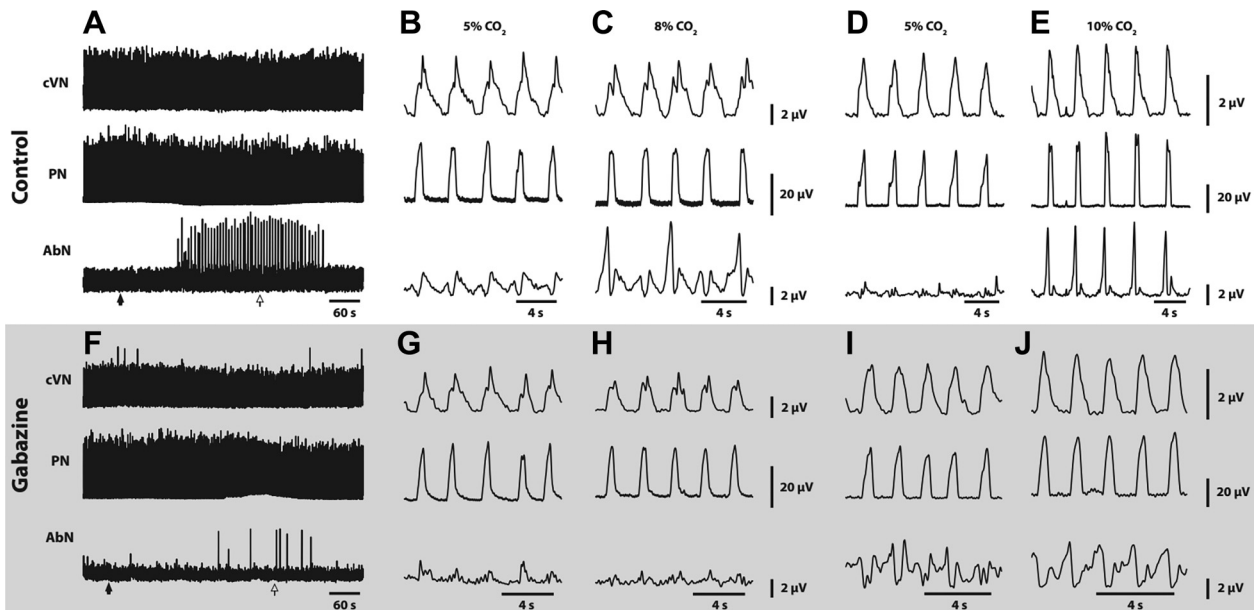 A
B
C
D
E
5% CO2
8% CO2
5% CO2
10% CO2
Control
cVN
PN
AbN
2 µV
20 µV
2 µV
2 µV
20 µV
2 µV
60 s
4 s
4 s
4 s
4 s
F
G
H
I
J
Gabazine
cVN
PN
AbN
2 µV
20 µV
2 µV
2 µV
20 µV
2 µV
60 s
4 s
4 s
4 s
4 s